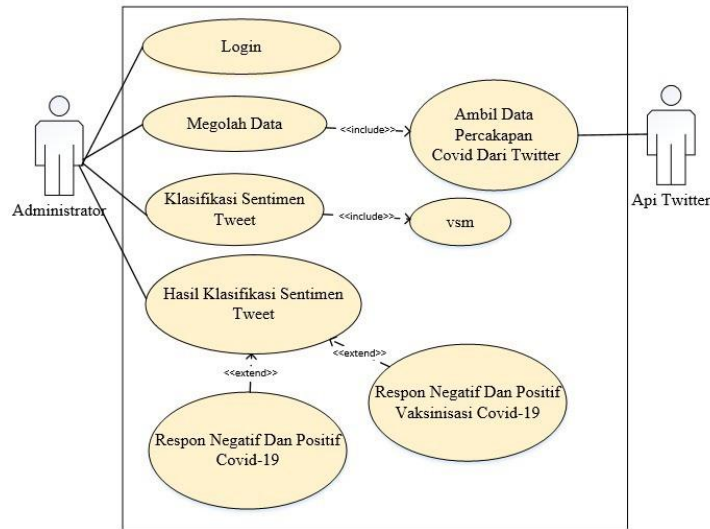 Login
Megolah Data
<<include>>
Ambil Data
Percakapan
Covid Dari Twitter
Administrator
Api Twitter
Klasifikasi Sentimen
Tweet
<<include>>
vsm
Hasil Klasifikasi Sentimen
Tweet
<<extend>>
<<extend>>
Respon Negatif Dan Positif
Vaksinisasi Covid-19
Respon Negatif Dan Positif
Covid-19